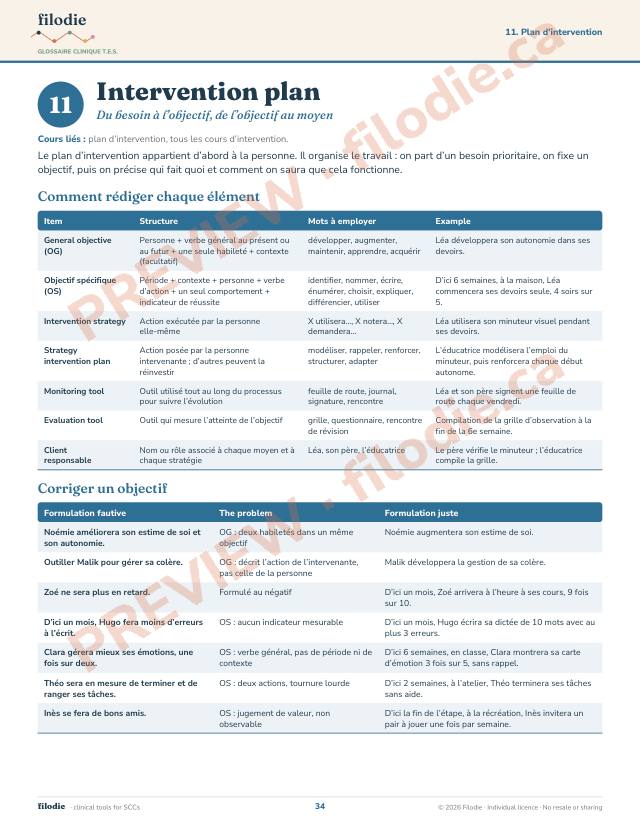 filodie
GLOSSAIRE CLINIQUE T.E.S.
11. Plan d'intervention
11
Intervention plan
Du besoin à l'objectif, de l'objectif au moyen
Cours liés : plan d'intervention, tous les cours d'intervention.
Le plan d'intervention appartient d'abord à la personne. Il organise le travail : on part d'un besoin prioritaire, on fixe un
objectif, puis on précise qui fait quoi et comment on saura que cela fonctionne.
Comment rédiger chaque élément
Item Structure Mots à employer Example
General objective (OG) Personne + verbe général au présent ou au futur + une seule habileté + contexte (facultatif) développer, augmenter, maintenir, apprendre, acquérir Léa développera son autonomie dans ses devoirs.
Objectif spécifique (OS) Période + contexte + personne + verbe d'action + un seul comportement + indicateur de réussite identifier, nommer, écrire, énumérer, choisir, expliquer, différencier, utiliser D'ici 6 semaines, à la maison, Léa commencera ses devoirs seule, 4 soirs sur 5.
Intervention strategy Action exécutée par la personne elle-même X utilisera..., X notera..., X demandera... Léa utilisera son minuteur visuel pendant ses devoirs.
Strategy intervention plan Action posée par la personne intervenante ; d'autres peuvent la réinvestir modéliser, rappeler, renforcer, structurer, adapter L'éducatrice modélisera l'emploi du minuteur, puis renforcera chaque début autonome.
Monitoring tool Outil utilisé tout au long du processus pour suivre l'évolution feuille de route, journal, signature, rencontre Léa et son père signent une feuille de route chaque vendredi.
Evaluation tool Outil qui mesure l'atteinte de l'objectif grille, questionnaire, rencontre de révision Compilation de la grille d'observation à la fin de la 6e semaine.
Client responsable Nom ou rôle associé à chaque moyen et à chaque stratégie Léa, son père, l'éducatrice Le père vérifie le minuteur ; l'éducatrice compile la grille.
Corriger un objectif
Formulation fautive The problem Formulation juste
Noémie améliorera son estime de soi et son autonomie. OG : deux habiletés dans un même objectif Noémie augmentera son estime de soi.
Outiller Malik pour gérer sa colère. OG : décrit l'action de l'intervenante, pas celle de la personne Malik développera la gestion de sa colère.
Zoé ne sera plus en retard. Formulé au négatif D'ici un mois, Zoé arrivera à l'heure à ses cours, 9 fois sur 10.
D'ici un mois, Hugo fera moins d'erreurs à l'écrit. OS : aucun indicateur mesurable D'ici un mois, Hugo écrira sa dictée de 10 mots avec au plus 3 erreurs.
Clara gérera mieux ses émotions, une fois sur deux. OS : verbe général, pas de période ni de contexte D'ici 6 semaines, en classe, Clara montrera sa carte d'émotion 3 fois sur 5, sans rappel.
Théo sera en mesure de terminer et de ranger ses tâches. OS : deux actions, tournure lourde D'ici 2 semaines, à l'atelier, Théo terminera ses tâches sans aide.
Inès se fera de bons amis. OS : jugement de valeur, non observable D'ici la fin de l'étape, à la récréation, Inès invitera un pair à jouer une fois par semaine.
PREVIEW · filodie.ca
PREVIEW · filodie.ca
filodie · clinical tools for SCCs
34
© 2026 Filodie · Individual licence · No resale or sharing